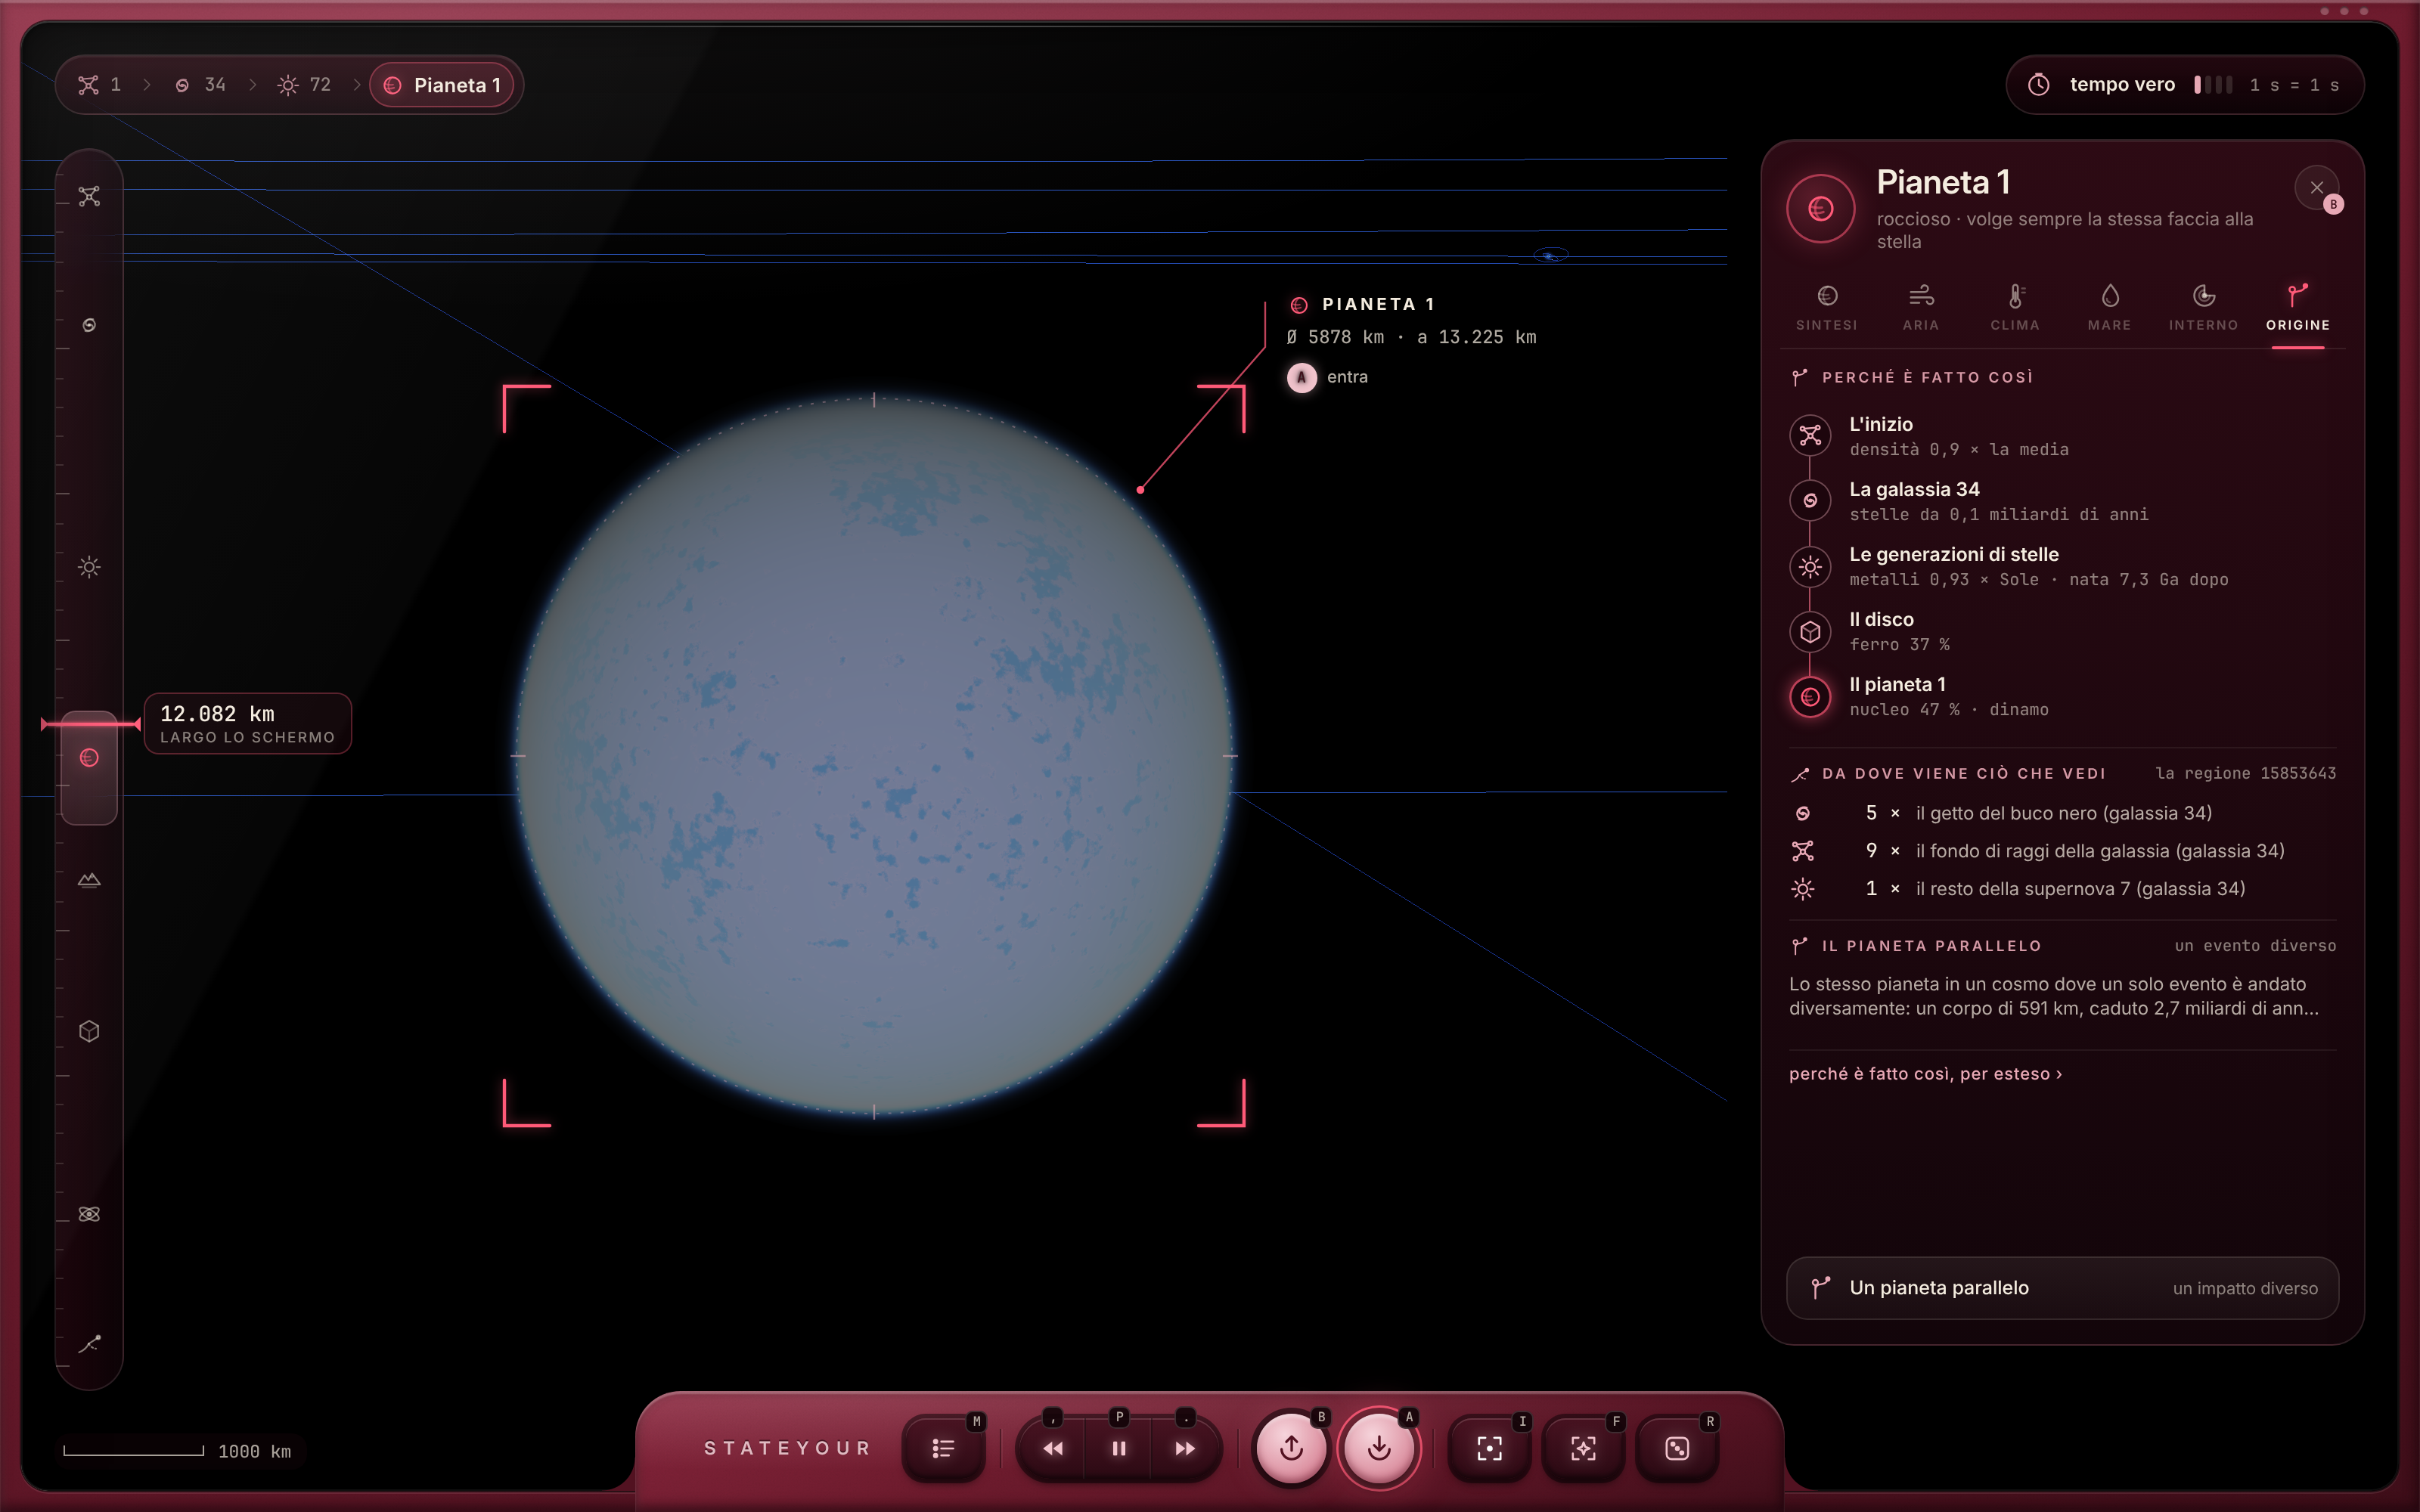 1 34 72 Pianeta 1
tempo vero 1 s = 1 s
Pianeta 1
B
roccioso · volge sempre la stessa faccia alla
stella
SINTESI ARIA CLIMA MARE INTERNO ORIGINE
PIANETA 1
Ø 5878 km · a 13.225 km
A entra
PERCHÉ È FATTO COSÌ
L'inizio
densità 0,9 × la media
La galassia 34
stelle da 0,1 miliardi di anni
Le generazioni di stelle
metalli 0,93 × Sole · nata 7,3 Ga dopo
Il disco
ferro 37 %
Il pianeta 1
nucleo 47 % · dinamo
12.082 km
LARGO LO SCHERMO
DA DOVE VIENE CIÒ CHE VEDI la regione 15853643
5 × il getto del buco nero (galassia 34)
9 × il fondo di raggi della galassia (galassia 34)
1 × il resto della supernova 7 (galassia 34)
IL PIANETA PARALLELO un evento diverso
Lo stesso pianeta in un cosmo dove un solo evento è andato
diversamente: un corpo di 591 km, caduto 2,7 miliardi di ann...
perché è fatto così, per esteso ›
Un pianeta parallelo un impatto diverso
1000 km
STATEYOUR
M , P . B A I F R